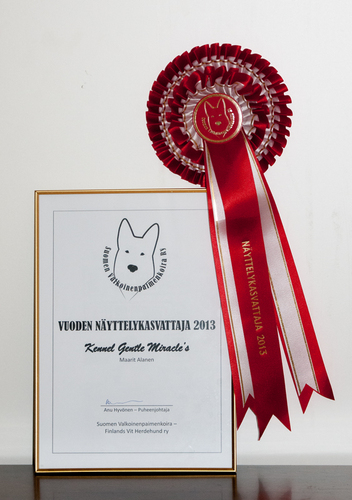 Suomen Valkoinenpaimenkoira ry
VUODEN NÄYTTELYKASVATTAJA 2013
Kennel Gentle Miracle's
Maarit Alanen
Anu Hyvönen – Puheenjohtaja
Suomen Valkoinenpaimenkoira –
Finlands Vit Herdehund ry
NÄYTTELYKASVATTAJA 2013